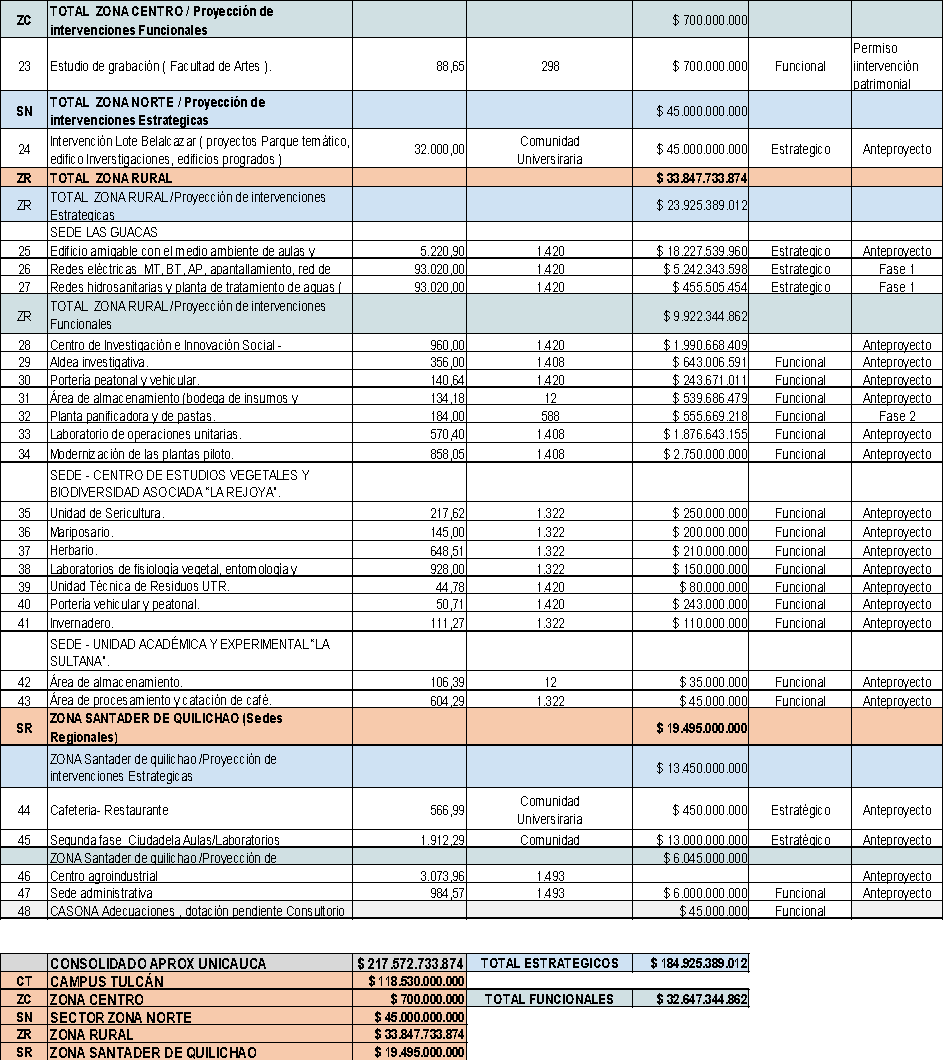 ZC TOTAL ZONA CENTRO / Proyección de intervenciones Funcionales $ 700.000.000
23 Estudio de grabación ( Facultad de Artes ). 88,65 298 $ 700.000.000 Funcional Permiso iintervención patrimonial
SN TOTAL ZONA NORTE / Proyección de intervenciones Estrategicas $ 45.000.000.000
24 Intervención Lote Belalcazar ( proyectos Parque temático, edifico Inverstigaciones, edificios progrados ) 32.000,00 Comunidad Universiraria $ 45.000.000.000 Estrategico Anteproyecto
ZR TOTAL ZONA RURAL $ 33.847.733.874
ZR TOTAL ZONA RURAL /Proyección de intervenciones Estrategicas $ 23.925.389.012
SEDE LAS GUACAS
25 Edificio amigable con el medio ambiente de aulas y 5.220,90 1.420 $ 18.227.539.960 Estrategico Anteproyecto
26 Redes eléctricas MT, BT, AP, apantallamiento, red de 93.020,00 1.420 $ 5.242.343.598 Estrategico Fase 1
27 Redes hidrosanitarias y planta de tratamiento de aguas ( 93.020,00 1.420 $ 455.505.454 Estrategico Fase 1
ZR TOTAL ZONA RURAL /Proyección de intervenciones Funcionales $ 9.922.344.862
28 Centro de Investigación e Innovación Social - 960,00 1.420 $ 1.990.668.409 Anteproyecto
29 Aldea investigativa. 356,00 1.408 $ 643.006.591 Funcional Anteproyecto
30 Portería peatonal y vehicular. 140,64 1.420 $ 243.671.011 Funcional Anteproyecto
31 Área de almacenamiento (bodega de insumos y 134,18 12 $ 539.686.479 Funcional Anteproyecto
32 Planta panificadora y de pastas. 184,00 588 $ 555.669.218 Funcional Fase 2
33 Laboratorio de operaciones unitarias. 570,40 1.408 $ 1.876.643.155 Funcional Anteproyecto
34 Modernización de las plantas piloto. 858,05 1.408 $ 2.750.000.000 Funcional Anteproyecto
SEDE - CENTRO DE ESTUDIOS VEGETALES Y BIODIVERSIDAD ASOCIADA "LA REJOYA".
35 Unidad de Sericultura. 217,62 1.322 $ 250.000.000 Funcional Anteproyecto
36 Mariposario. 145,00 1.322 $ 200.000.000 Funcional Anteproyecto
37 Herbario. 648,51 1.322 $ 210.000.000 Funcional Anteproyecto
38 Laboratorios de fisiología vegetal, entomología y 928,00 1.322 $ 150.000.000 Funcional Anteproyecto
39 Unidad Técnica de Residuos UTR. 44,78 1.420 $ 80.000.000 Funcional Anteproyecto
40 Portería vehicular y peatonal. 50,71 1.420 $ 243.000.000 Funcional Anteproyecto
41 Invernadero. 111,27 1.322 $ 110.000.000 Funcional Anteproyecto
SEDE - UNIDAD ACADÉMICA Y EXPERIMENTAL "LA SULTANA".
42 Área de almacenamiento. 106,39 12 $ 35.000.000 Funcional Anteproyecto
43 Área de procesamiento y catación de café. 604,29 1.322 $ 45.000.000 Funcional Anteproyecto
SR ZONA SANTADER DE QUILICHAO (Sedes Regionales) $ 19.495.000.000
ZONA Santader de quilichao /Proyección de intervenciones Estrategicas $ 13.450.000.000
44 Cafeteria- Restaurante 566,99 Comunidad Universiraria $ 450.000.000 Estratégico Anteproyecto
45 Segunda fase Ciudadela Aulas/Laboratorios 1.912,29 Comunidad $ 13.000.000.000 Estratégico Anteproyecto
ZONA Santader de quilichao /Proyección de $ 6.045.000.000
46 Centro agroindustrial 3.073,96 1.493 Anteproyecto
47 Sede administrativa 984,57 1.493 $ 6.000.000.000 Funcional Anteproyecto
48 CASONA Adecuaciones , dotación pendiente Consultorio $ 45.000.000 Funcional
CONSOLIDADO APROX UNICAUCA $ 217.572.733.874 TOTAL ESTRATEGICOS $ 184.925.389.012
CT CAMPUS TULCÁN $ 118.530.000.000
ZC ZONA CENTRO $ 700.000.000 TOTAL FUNCIONALES $ 32.647.344.862
SN SECTOR ZONA NORTE $ 45.000.000.000
ZR ZONA RURAL $ 33.847.733.874
SR ZONA SANTADER DE QUILICHAO $ 19.495.000.000